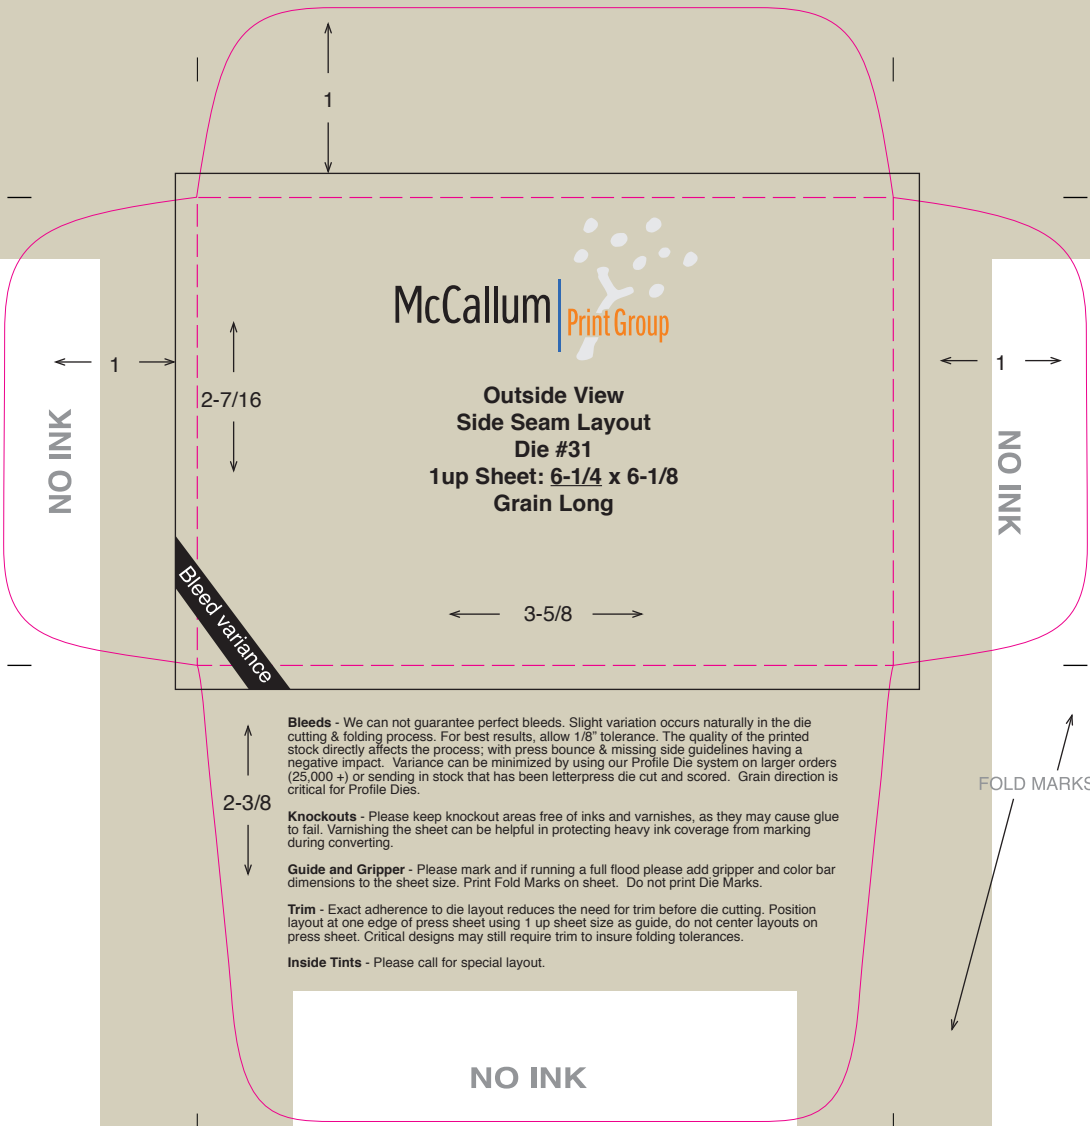 1
McCallum
Print Group
1
1
2-7/16
Outside View
Side Seam Layout
Die #31
1up Sheet: 6-1/4 x 6-1/8
Grain Long
NO INK
NO INK
3-5/8
Bleed variance
Bleeds - We can not guarantee perfect bleeds. Slight variation occurs naturally in the die
cutting & folding process. For best results, allow 1/8” tolerance. The quality of the printed
stock directly affects the process; with press bounce & missing side guidelines having a
negative impact.  Variance can be minimized by using our Profile Die system on larger orders
(25,000 +) or sending in stock that has been letterpress die cut and scored.  Grain direction is
critical for Profile Dies.
2-3/8
FOLD MARKS
Knockouts - Please keep knockout areas free of inks and varnishes, as they may cause glue
to fail. Varnishing the sheet can be helpful in protecting heavy ink coverage from marking
during converting.
Guide and Gripper - Please mark and if running a full flood please add gripper and color bar
dimensions to the sheet size. Print Fold Marks on sheet.  Do not print Die Marks.
Trim - Exact adherence to die layout reduces the need for trim before die cutting. Position
layout at one edge of press sheet using 1 up sheet size as guide, do not center layouts on
press sheet. Critical designs may still require trim to insure folding tolerances.
Inside Tints - Please call for special layout.
NO INK